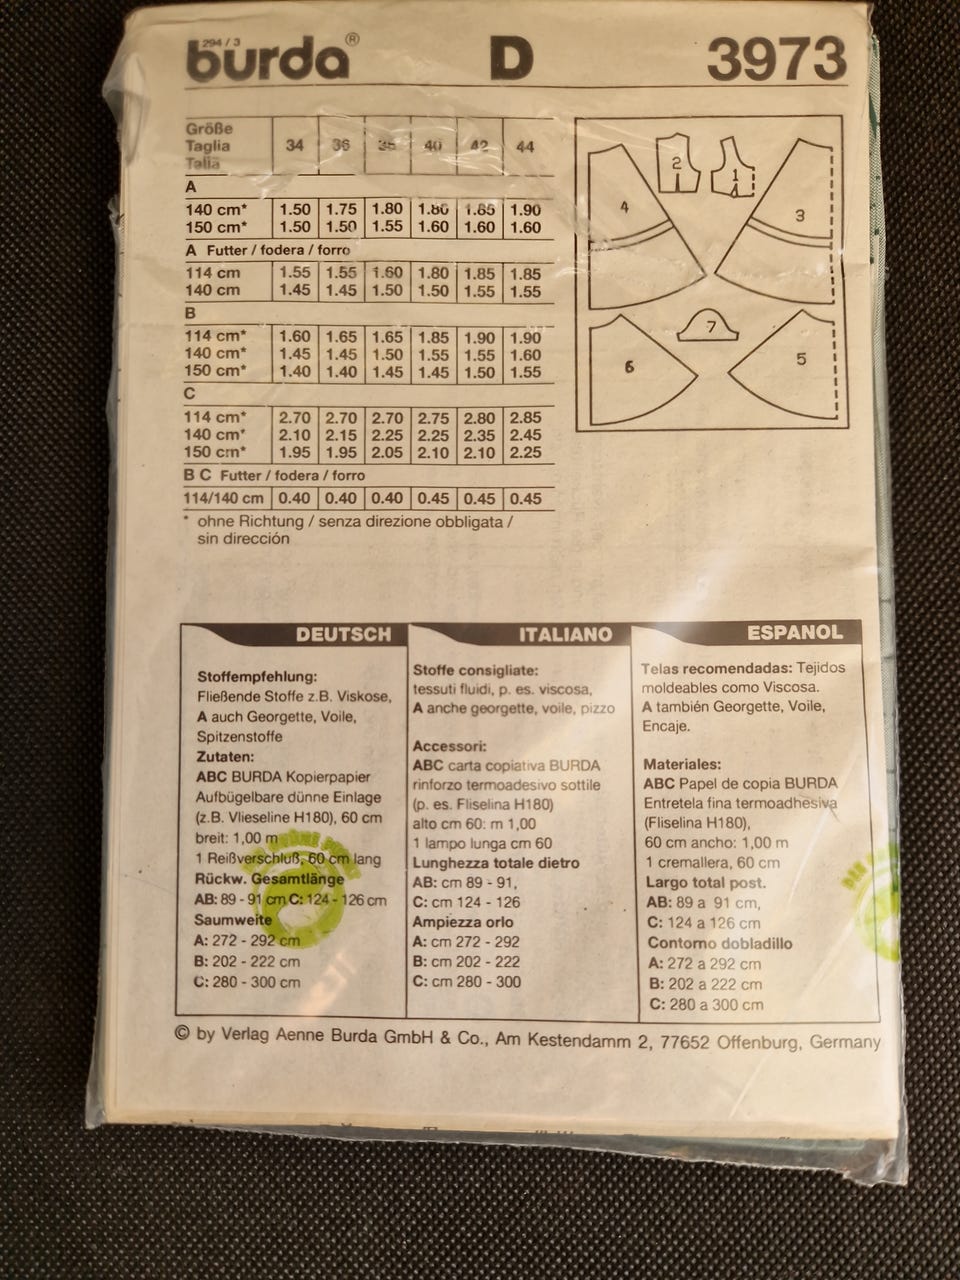 294 / 3
burda® D 3973
Größe
Taglia
Talia
34 36 38 40 42 44
A
140 cm* 1.50 1.75 1.80 1.80 1.85 1.90
150 cm* 1.50 1.50 1.55 1.60 1.60 1.60
A Futter / fodera / forro
114 cm 1.55 1.55 1.60 1.80 1.85 1.85
140 cm 1.45 1.45 1.50 1.50 1.55 1.55
B
114 cm* 1.60 1.65 1.65 1.85 1.90 1.90
140 cm* 1.45 1.45 1.50 1.55 1.55 1.60
150 cm* 1.40 1.40 1.45 1.45 1.50 1.55
C
114 cm* 2.70 2.70 2.70 2.75 2.80 2.85
140 cm* 2.10 2.15 2.25 2.25 2.35 2.45
150 cm* 1.95 1.95 2.05 2.10 2.10 2.25
B C Futter / fodera / forro
114/140 cm 0.40 0.40 0.40 0.45 0.45 0.45
* ohne Richtung / senza direzione obbligata /
sin dirección
2 1
4 3
7
6 5
DEUTSCH
Stoffempfehlung:
Fließende Stoffe z.B. Viskose,
A auch Georgette, Voile,
Spitzenstoffe
Zutaten:
ABC BURDA Kopierpapier
Aufbügelbare dünne Einlage
(z.B. Vlieseline H180), 60 cm
breit: 1,00 m
1 Reißverschluß, 60 cm lang
Rückw. Gesamtlänge
AB: 89 - 91 cm C: 124 - 126 cm
Saumweite
A: 272 - 292 cm
B: 202 - 222 cm
C: 280 - 300 cm
ITALIANO
Stoffe consigliate:
tessuti fluidi, p. es. viscosa,
A anche georgette, voile, pizzo
Accessori:
ABC carta copiativa BURDA
rinforzo termoadesivo sottile
(p. es. Fliselina H180)
alto cm 60: m 1,00
1 lampo lunga cm 60
Lunghezza totale dietro
AB: cm 89 - 91,
C: cm 124 - 126
Ampiezza orlo
A: cm 272 - 292
B: cm 202 - 222
C: cm 280 - 300
ESPANOL
Telas recomendadas: Tejidos
moldeables como Viscosa.
A también Georgette, Voile,
Encaje.
Materiales:
ABC Papel de copia BURDA
Entretela fina termoadhesiva
(Fliselina H180),
60 cm ancho: 1,00 m
1 cremallera, 60 cm
Largo total post.
AB: 89 a 91 cm,
C: 124 a 126 cm
Contorno dobladillo
A: 272 a 292 cm
B: 202 a 222 cm
C: 280 a 300 cm
© by Verlag Aenne Burda GmbH & Co., Am Kestendamm 2, 77652 Offenburg, Germany